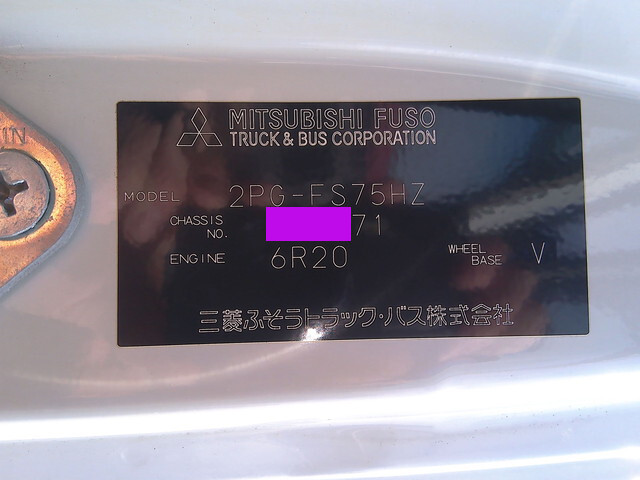 IN
MITSUBISHI FUSO
TRUCK & BUS CORPORATION
MODEL 2PG-FS75HZ
CHASSIS NO. 71
ENGINE 6R20 WHEEL BASE V
三菱ふそうトラック・バス株式会社